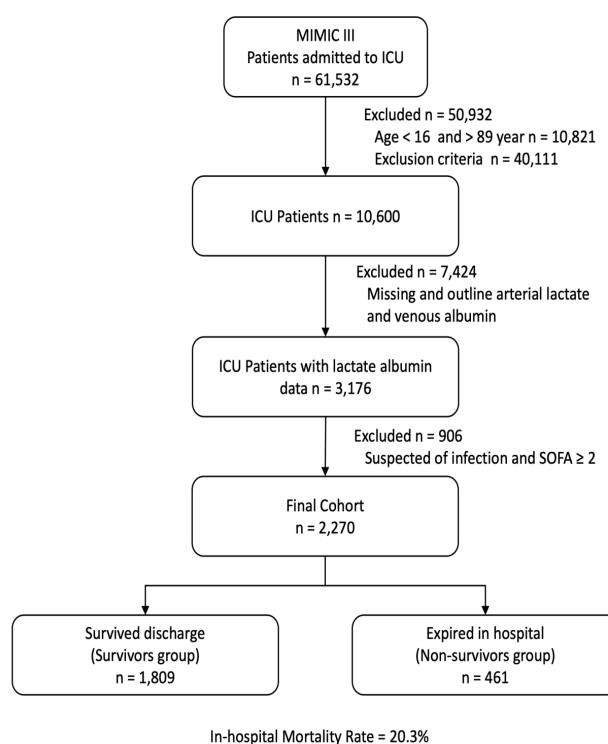 MIMIC III
Patients admitted to ICU
n = 61,532
Excluded n = 50,932
Age < 16 and > 89 year n = 10,821
Exclusion criteria n = 40,111
ICU Patients n = 10,600
Excluded n = 7,424
Missing and outline arterial lactate
and venous albumin
ICU Patients with lactate albumin
data n = 3,176
Excluded n = 906
Suspected of infection and SOFA ≥ 2
Final Cohort
n = 2,270
Survived discharge
(Survivors group)
n = 1,809
Expired in hospital
(Non-survivors group)
n = 461
In-hospital Mortality Rate = 20.3%